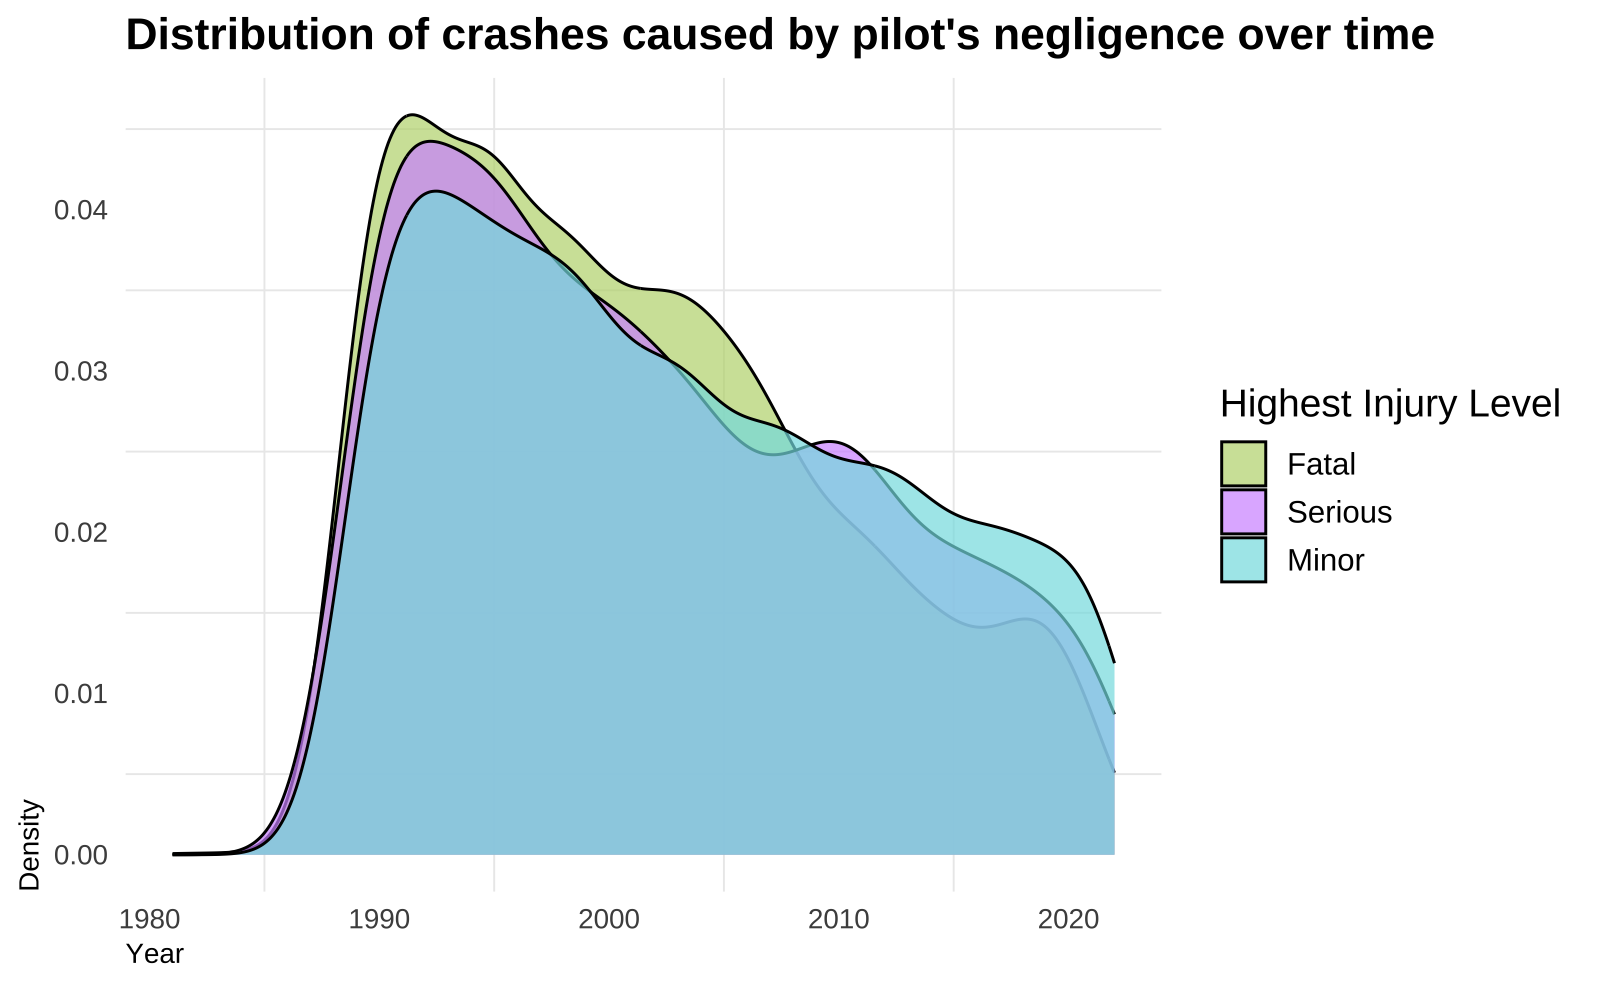 Distribution of crashes caused by pilot's negligence over time
0.04
0.03
0.02
0.01
0.00
Density
1980
1990
2000
2010
2020
Year
Highest Injury Level
Fatal
Serious
Minor